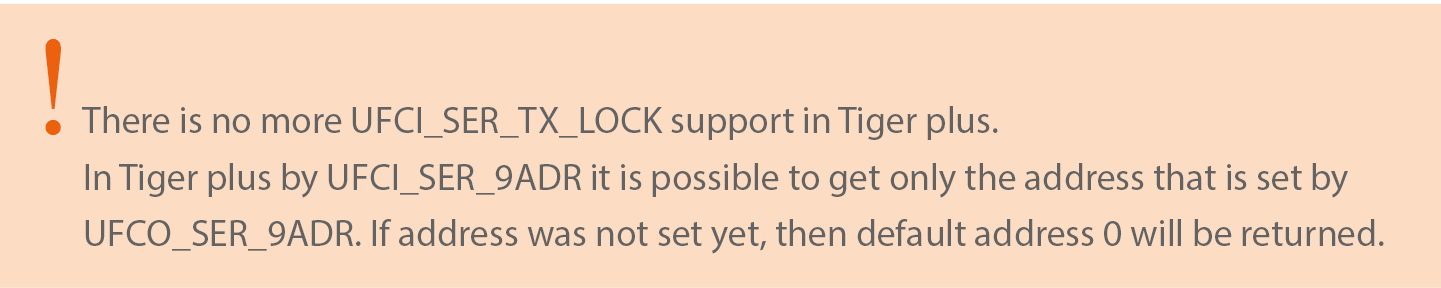 ! There is no more UFCI_SER_TX_LOCK support in Tiger plus.
In Tiger plus by UFCI_SER_9ADR it is possible to get only the address that is set by
UFCO_SER_9ADR. If address was not set yet, then default address 0 will be returned.